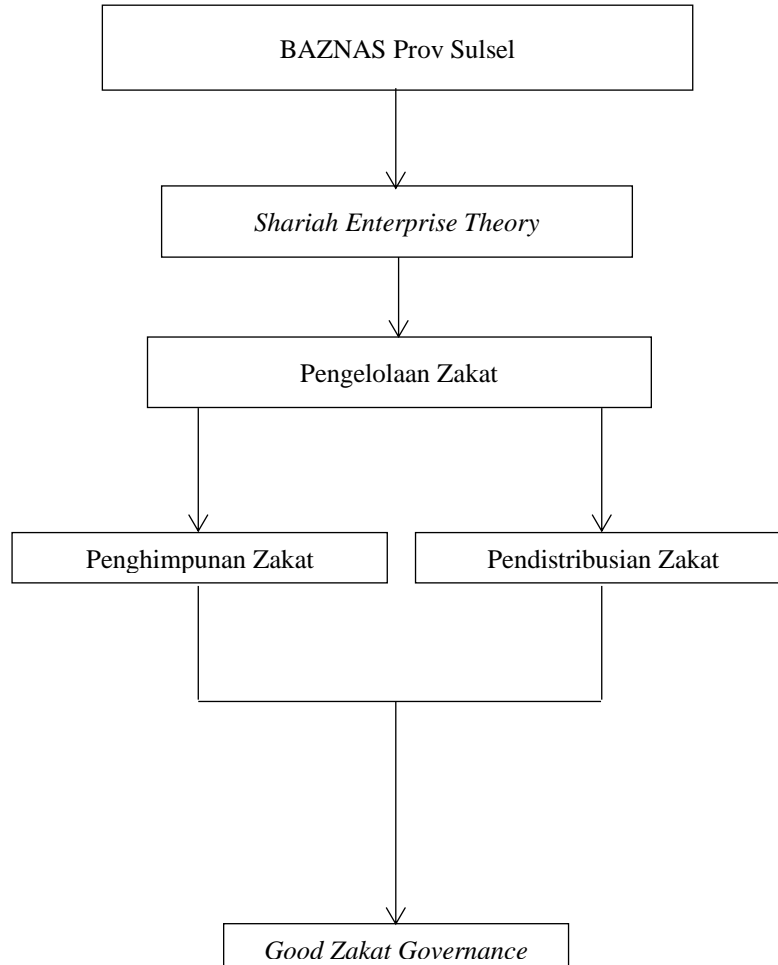 BAZNAS Prov Sulsel
Shariah Enterprise Theory
Pengelolaan Zakat
Penghimpunan Zakat
Pendistribusian Zakat
Good Zakat Governance